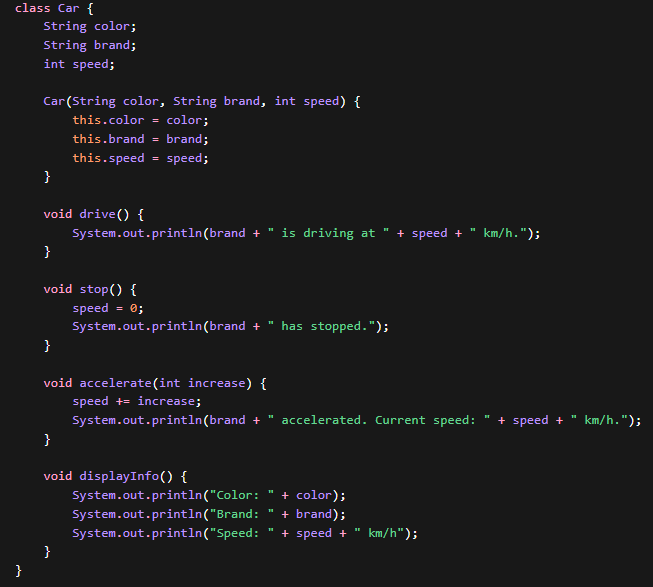 class Car {
    String color;
    String brand;
    int speed;

    Car(String color, String brand, int speed) {
        this.color = color;
        this.brand = brand;
        this.speed = speed;
    }

    void drive() {
        System.out.println(brand + " is driving at " + speed + " km/h.");
    }

    void stop() {
        speed = 0;
        System.out.println(brand + " has stopped.");
    }

    void accelerate(int increase) {
        speed += increase;
        System.out.println(brand + " accelerated. Current speed: " + speed + " km/h.");
    }

    void displayInfo() {
        System.out.println("Color: " + color);
        System.out.println("Brand: " + brand);
        System.out.println("Speed: " + speed + " km/h");
    }
}